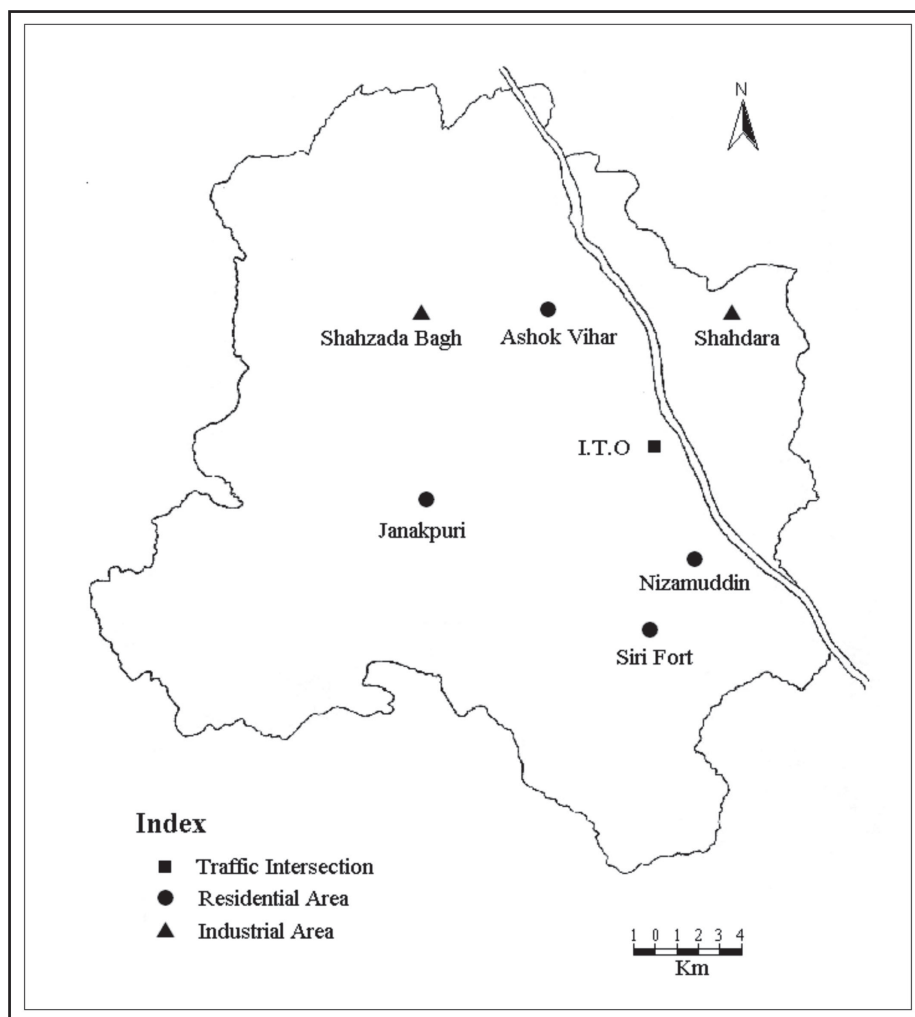 N
Shahzada Bagh
Ashok Vihar
Shahdara
I.T.O
Janakpuri
Nizamuddin
Siri Fort
Index
Traffic Intersection
Residential Area
Industrial Area
1 0 1 2 3 4
Km